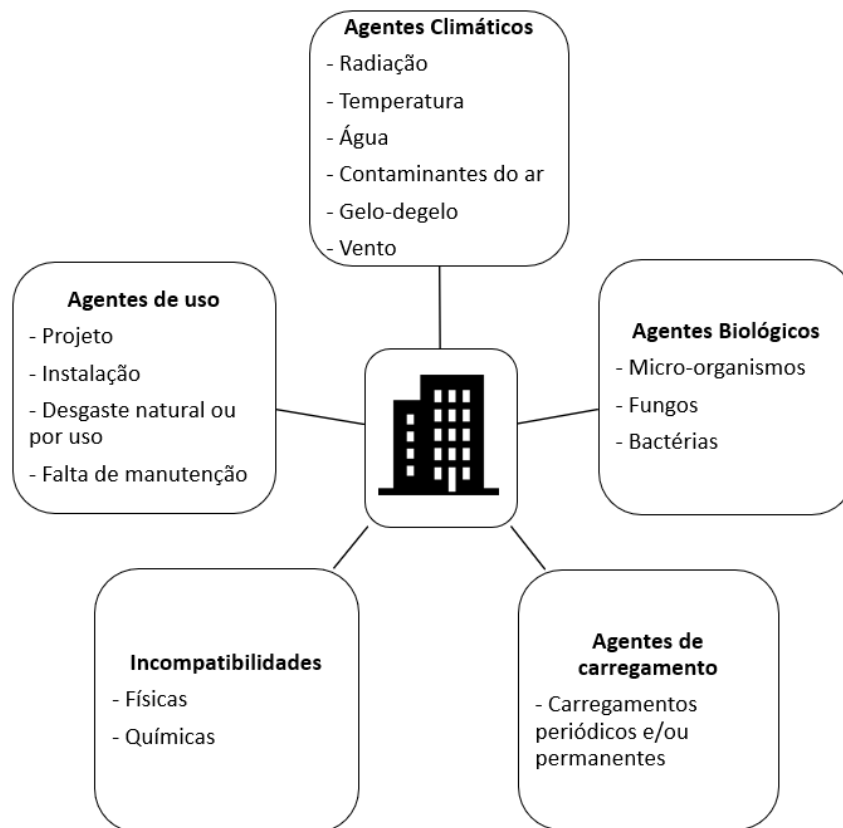 Agentes Climáticos
- Radiação
- Temperatura
- Água
- Contaminantes do ar
- Gelo-degelo
- Vento
Agentes de uso
- Projeto
- Instalação
- Desgaste natural ou
por uso
- Falta de manutenção
Agentes Biológicos
- Micro-organismos
- Fungos
- Bactérias
Incompatibilidades
- Físicas
- Químicas
Agentes de
carregamento
- Carregamentos
periódicos e/ou
permanentes